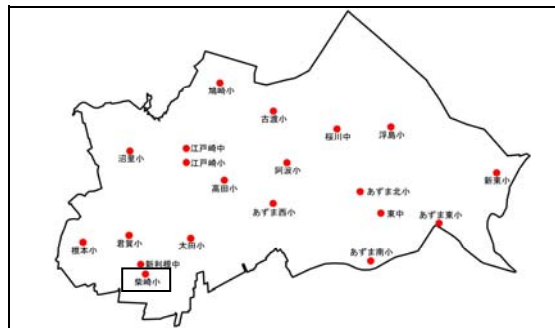 鳩崎小
古渡小
桜川中
浮島小
江戸崎中
沼里小
江戸崎小
阿波小
新東小
高田小
あずま北小
あずま西小
東中
あずま東小
君賀小
太田小
根本小
あずま南小
新利根中
柴崎小